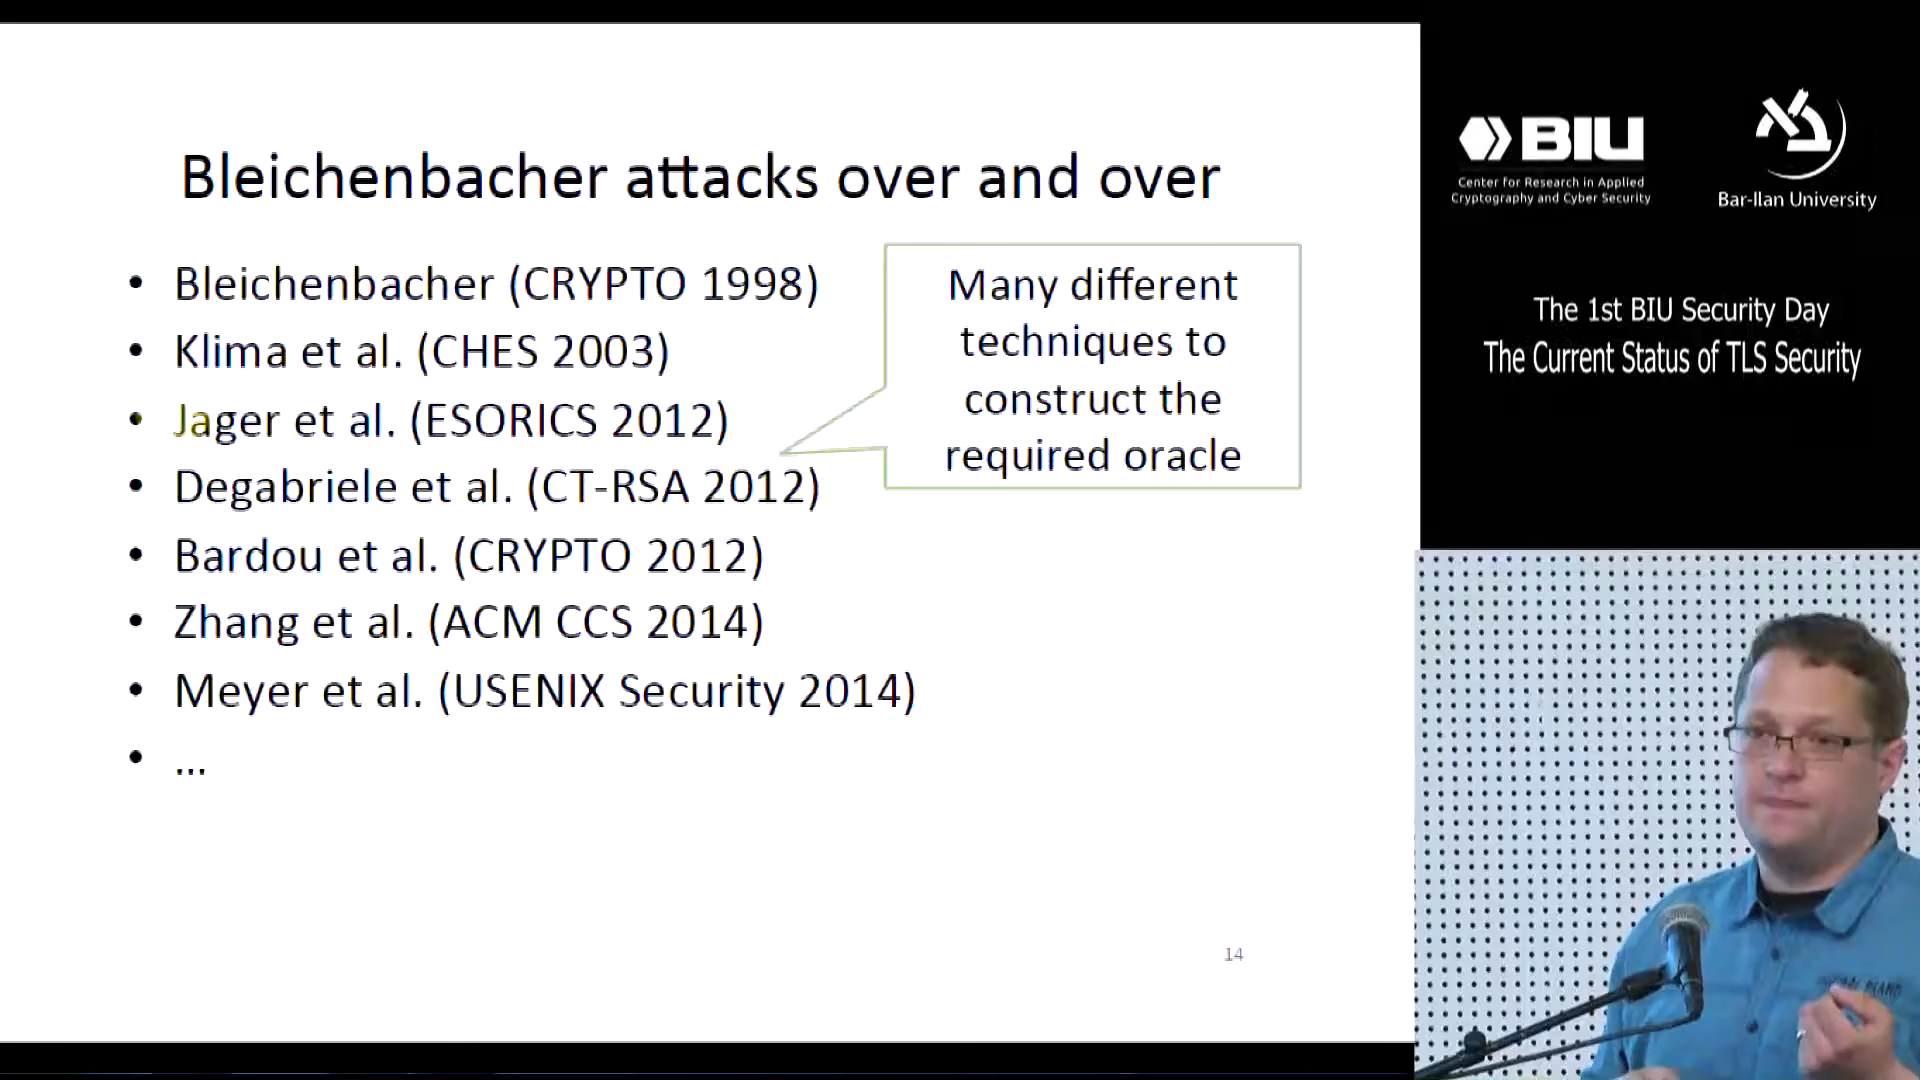 Bleichenbacher attacks over and over
• Bleichenbacher (CRYPTO 1998)
• Klima et al. (CHES 2003)
• Jager et al. (ESORICS 2012)
• Degabriele et al. (CT-RSA 2012)
• Bardou et al. (CRYPTO 2012)
• Zhang et al. (ACM CCS 2014)
• Meyer et al. (USENIX Security 2014)
• ...
Many different
techniques to
construct the
required oracle
14
BIU
Center for Research in Applied
Cryptography and Cyber Security
Bar-Ilan University
The 1st BIU Security Day
The Current Status of TLS Security